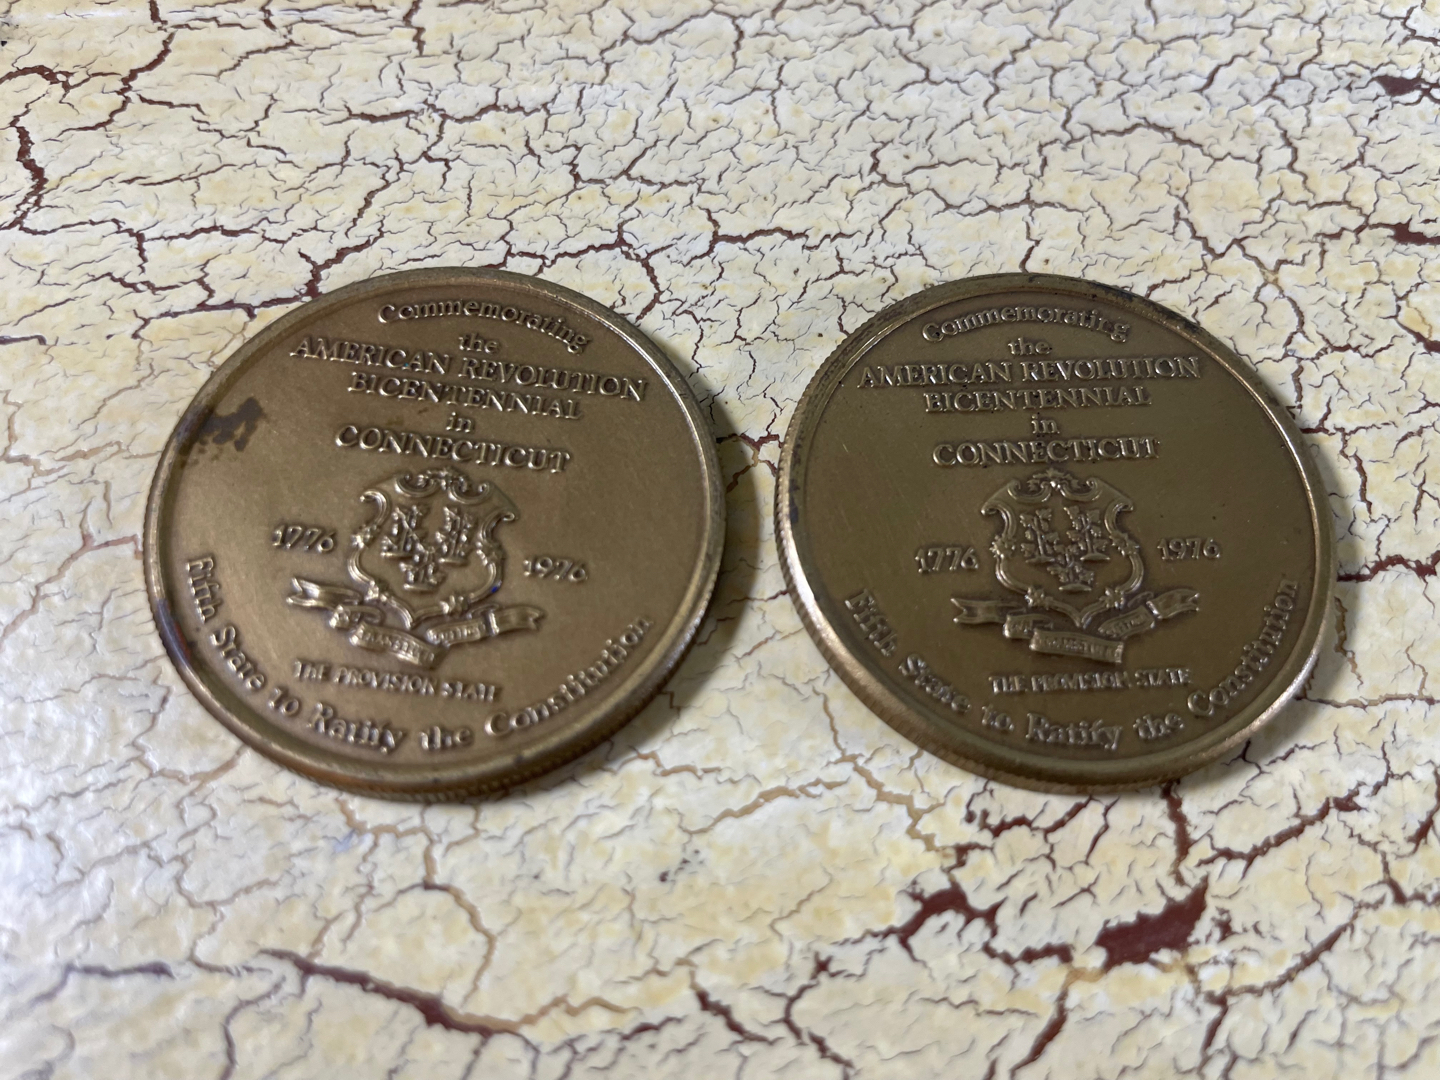 Commemorating
the
AMERICAN REVOLUTION
BICENTENNIAL
in
CONNECTICUT
1776 1976
THE PROVISION STATE
Fifth State to Ratify the Constitution
Commemorating
the
AMERICAN REVOLUTION
BICENTENNIAL
in
CONNECTICUT
1776 1976
THE PROVISION STATE
Fifth State to Ratify the Constitution